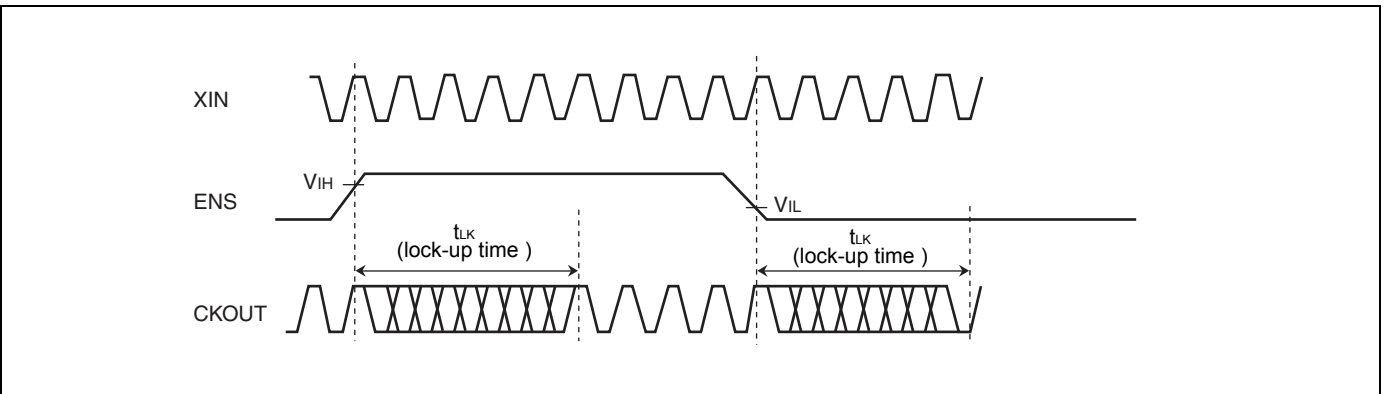 XIN
VIH
ENS
VIL
tLK
(lock-up time )
tLK
(lock-up time )
CKOUT